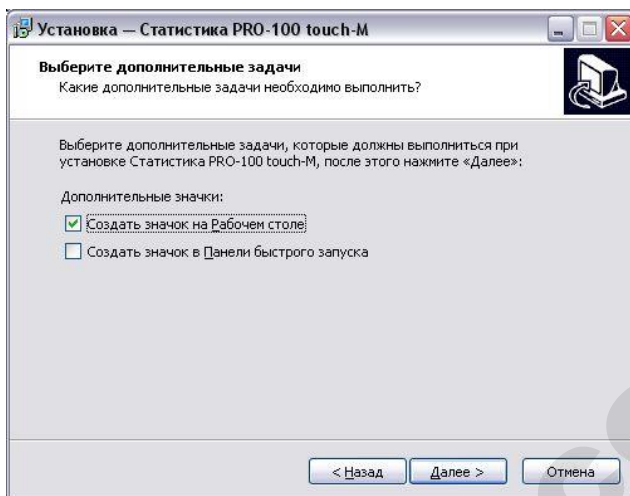 Установка — Статистика PRO-100 touch-M
Выберите дополнительные задачи
Какие дополнительные задачи необходимо выполнить?
Выберите дополнительные задачи, которые должны выполниться при
установке Статистика PRO-100 touch-M, после этого нажмите «Далее»:
Дополнительные значки:
Создать значок на Рабочем столе
Создать значок в Панели быстрого запуска
< Назад
Далее >
Отмена